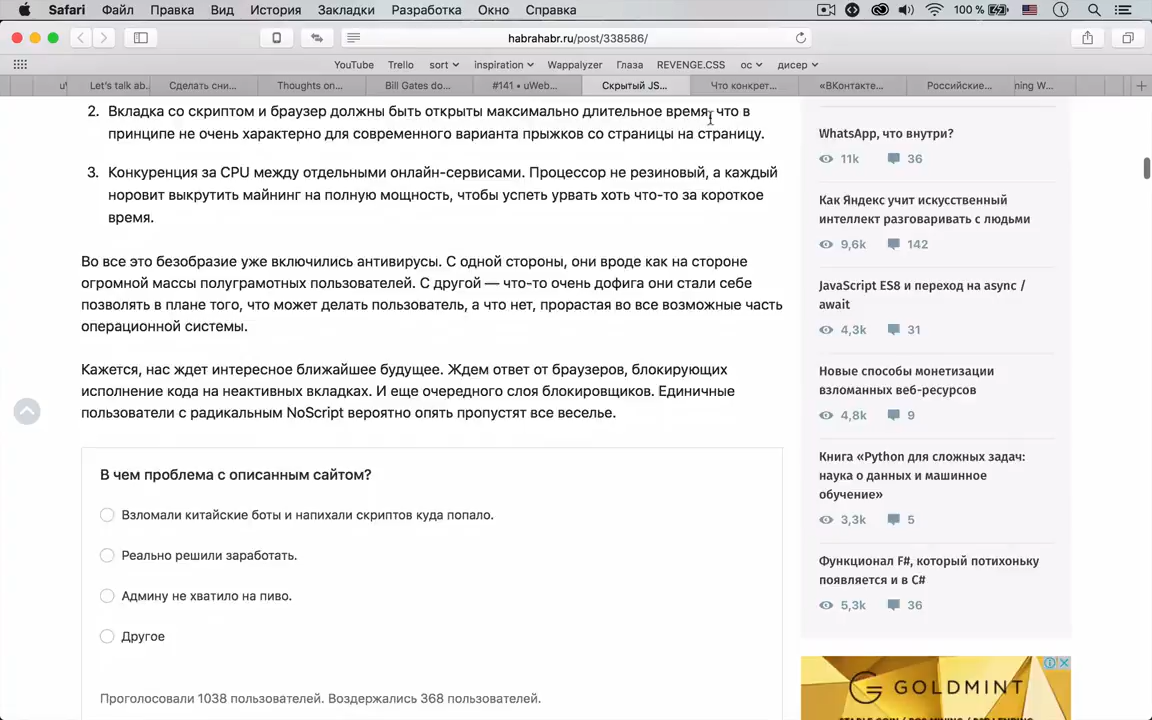 Safari Файл Правка Вид История Закладки Разработка Окно Справка 100 %
habrahabr.ru/post/338586/
YouTube Trello sort inspiration Wappalyzer Глаза REVENGE.CSS ос дисер
Let's talk ab... Сделать сни... Thoughts on... Bill Gates do... #141 • uWeb... Скрытый JS... Что конкрет... «ВКонтакте... Российские... ning W...
2. Вкладка со скриптом и браузер должны быть открыты максимально длительное время, что в
принципе не очень характерно для современного варианта прыжков со страницы на страницу.
3. Конкуренция за CPU между отдельными онлайн-сервисами. Процессор не резиновый, а каждый
норовит выкрутить майнинг на полную мощность, чтобы успеть урвать хоть что-то за короткое
время.
Во все это безобразие уже включились антивирусы. С одной стороны, они вроде как на стороне
огромной массы полуграмотных пользователей. С другой — что-то очень дофига они стали себе
позволять в плане того, что может делать пользователь, а что нет, прорастая во все возможные часть
операционной системы.
Кажется, нас ждет интересное ближайшее будущее. Ждем ответ от браузеров, блокирующих
исполнение кода на неактивных вкладках. И еще очередного слоя блокировщиков. Единичные
пользователи с радикальным NoScript вероятно опять пропустят все веселье.
В чем проблема с описанным сайтом?
Взломали китайские боты и напихали скриптов куда попало.
Реально решили заработать.
Админу не хватило на пиво.
Другое
Проголосовали 1038 пользователей. Воздержались 368 пользователей.
WhatsApp, что внутри?
11k 36
Как Яндекс учит искусственный
интеллект разговаривать с людьми
9,6k 142
JavaScript ES8 и переход на async /
await
4,3k 31
Новые способы монетизации
взломаных веб-ресурсов
4,8k 9
Книга «Python для сложных задач:
наука о данных и машинное
обучение»
3,3k 5
Функционал F#, который потихоньку
появляется и в C#
5,3k 36
GOLDMINT